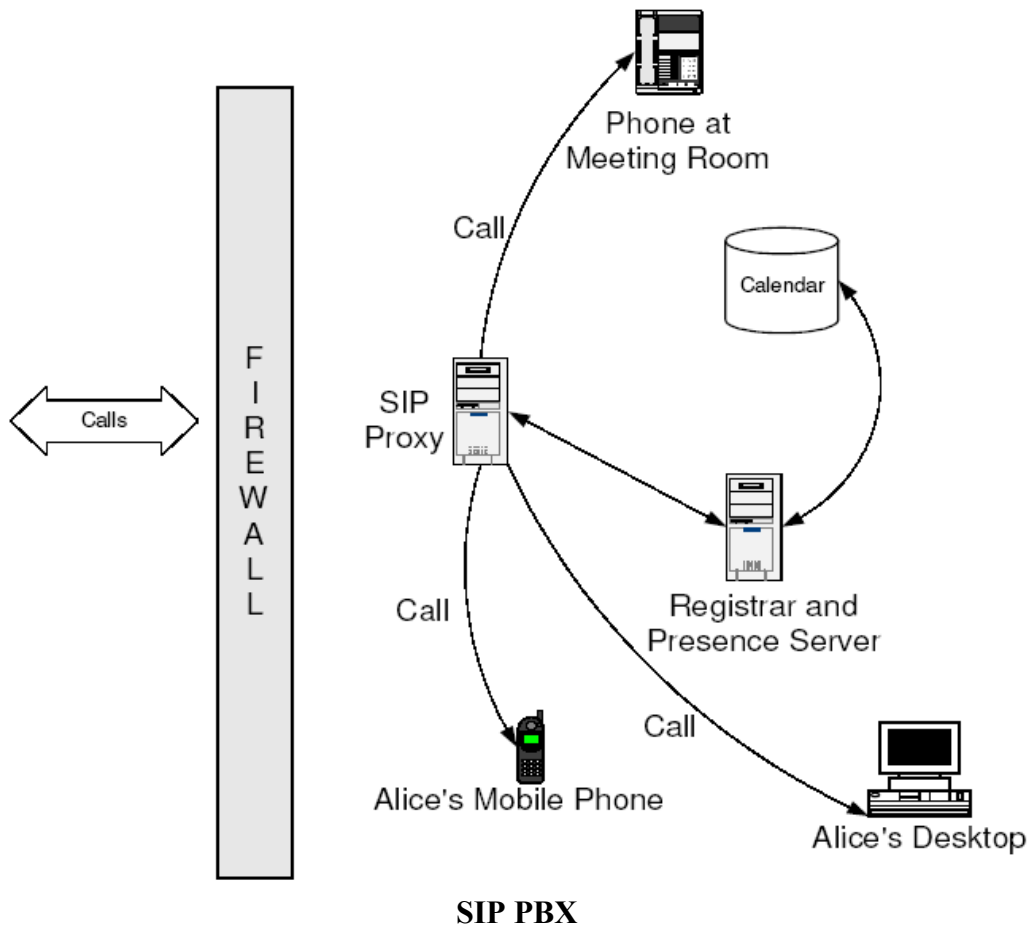 Phone at
Meeting Room
Call
Calendar
FIREWALL
Calls
SIP
Proxy
Registrar and
Presence Server
Call
Call
Alice's Mobile Phone
Alice's Desktop
SIP PBX